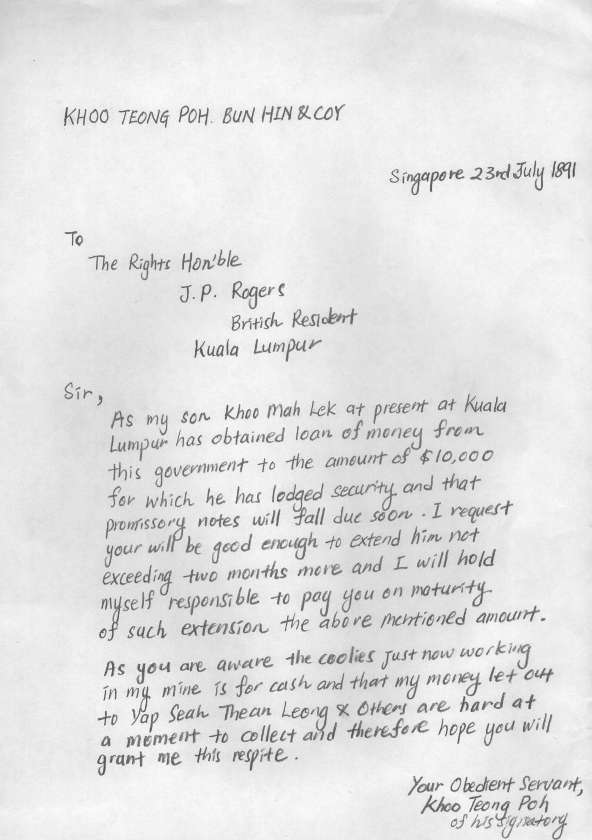 KHOO TEONG POH. BUN HIN & COY
Singapore 23rd July 1891
To
The Rights Hon'ble
J.P. Rogers
British Resident
Kuala Lumpur
Sir,
As my son Khoo Mah Lek at present at Kuala
Lumpur has obtained loan of money from
this government to the amount of $10,000
for which he has lodged security and that
promissory notes will fall due soon. I request
your will be good enough to extend him not
exceeding two months more and I will hold
myself responsible to pay you on maturity
of such extension the above mentioned amount.
As you are aware the coolies just now working
in my mine is for cash and that my money let out
to Yap Seah Thean Leong & Others are hard at
a moment to collect and therefore hope you will
grant me this respite.
Your Obedient Servant,
Khoo Teong Poh
of his signatory